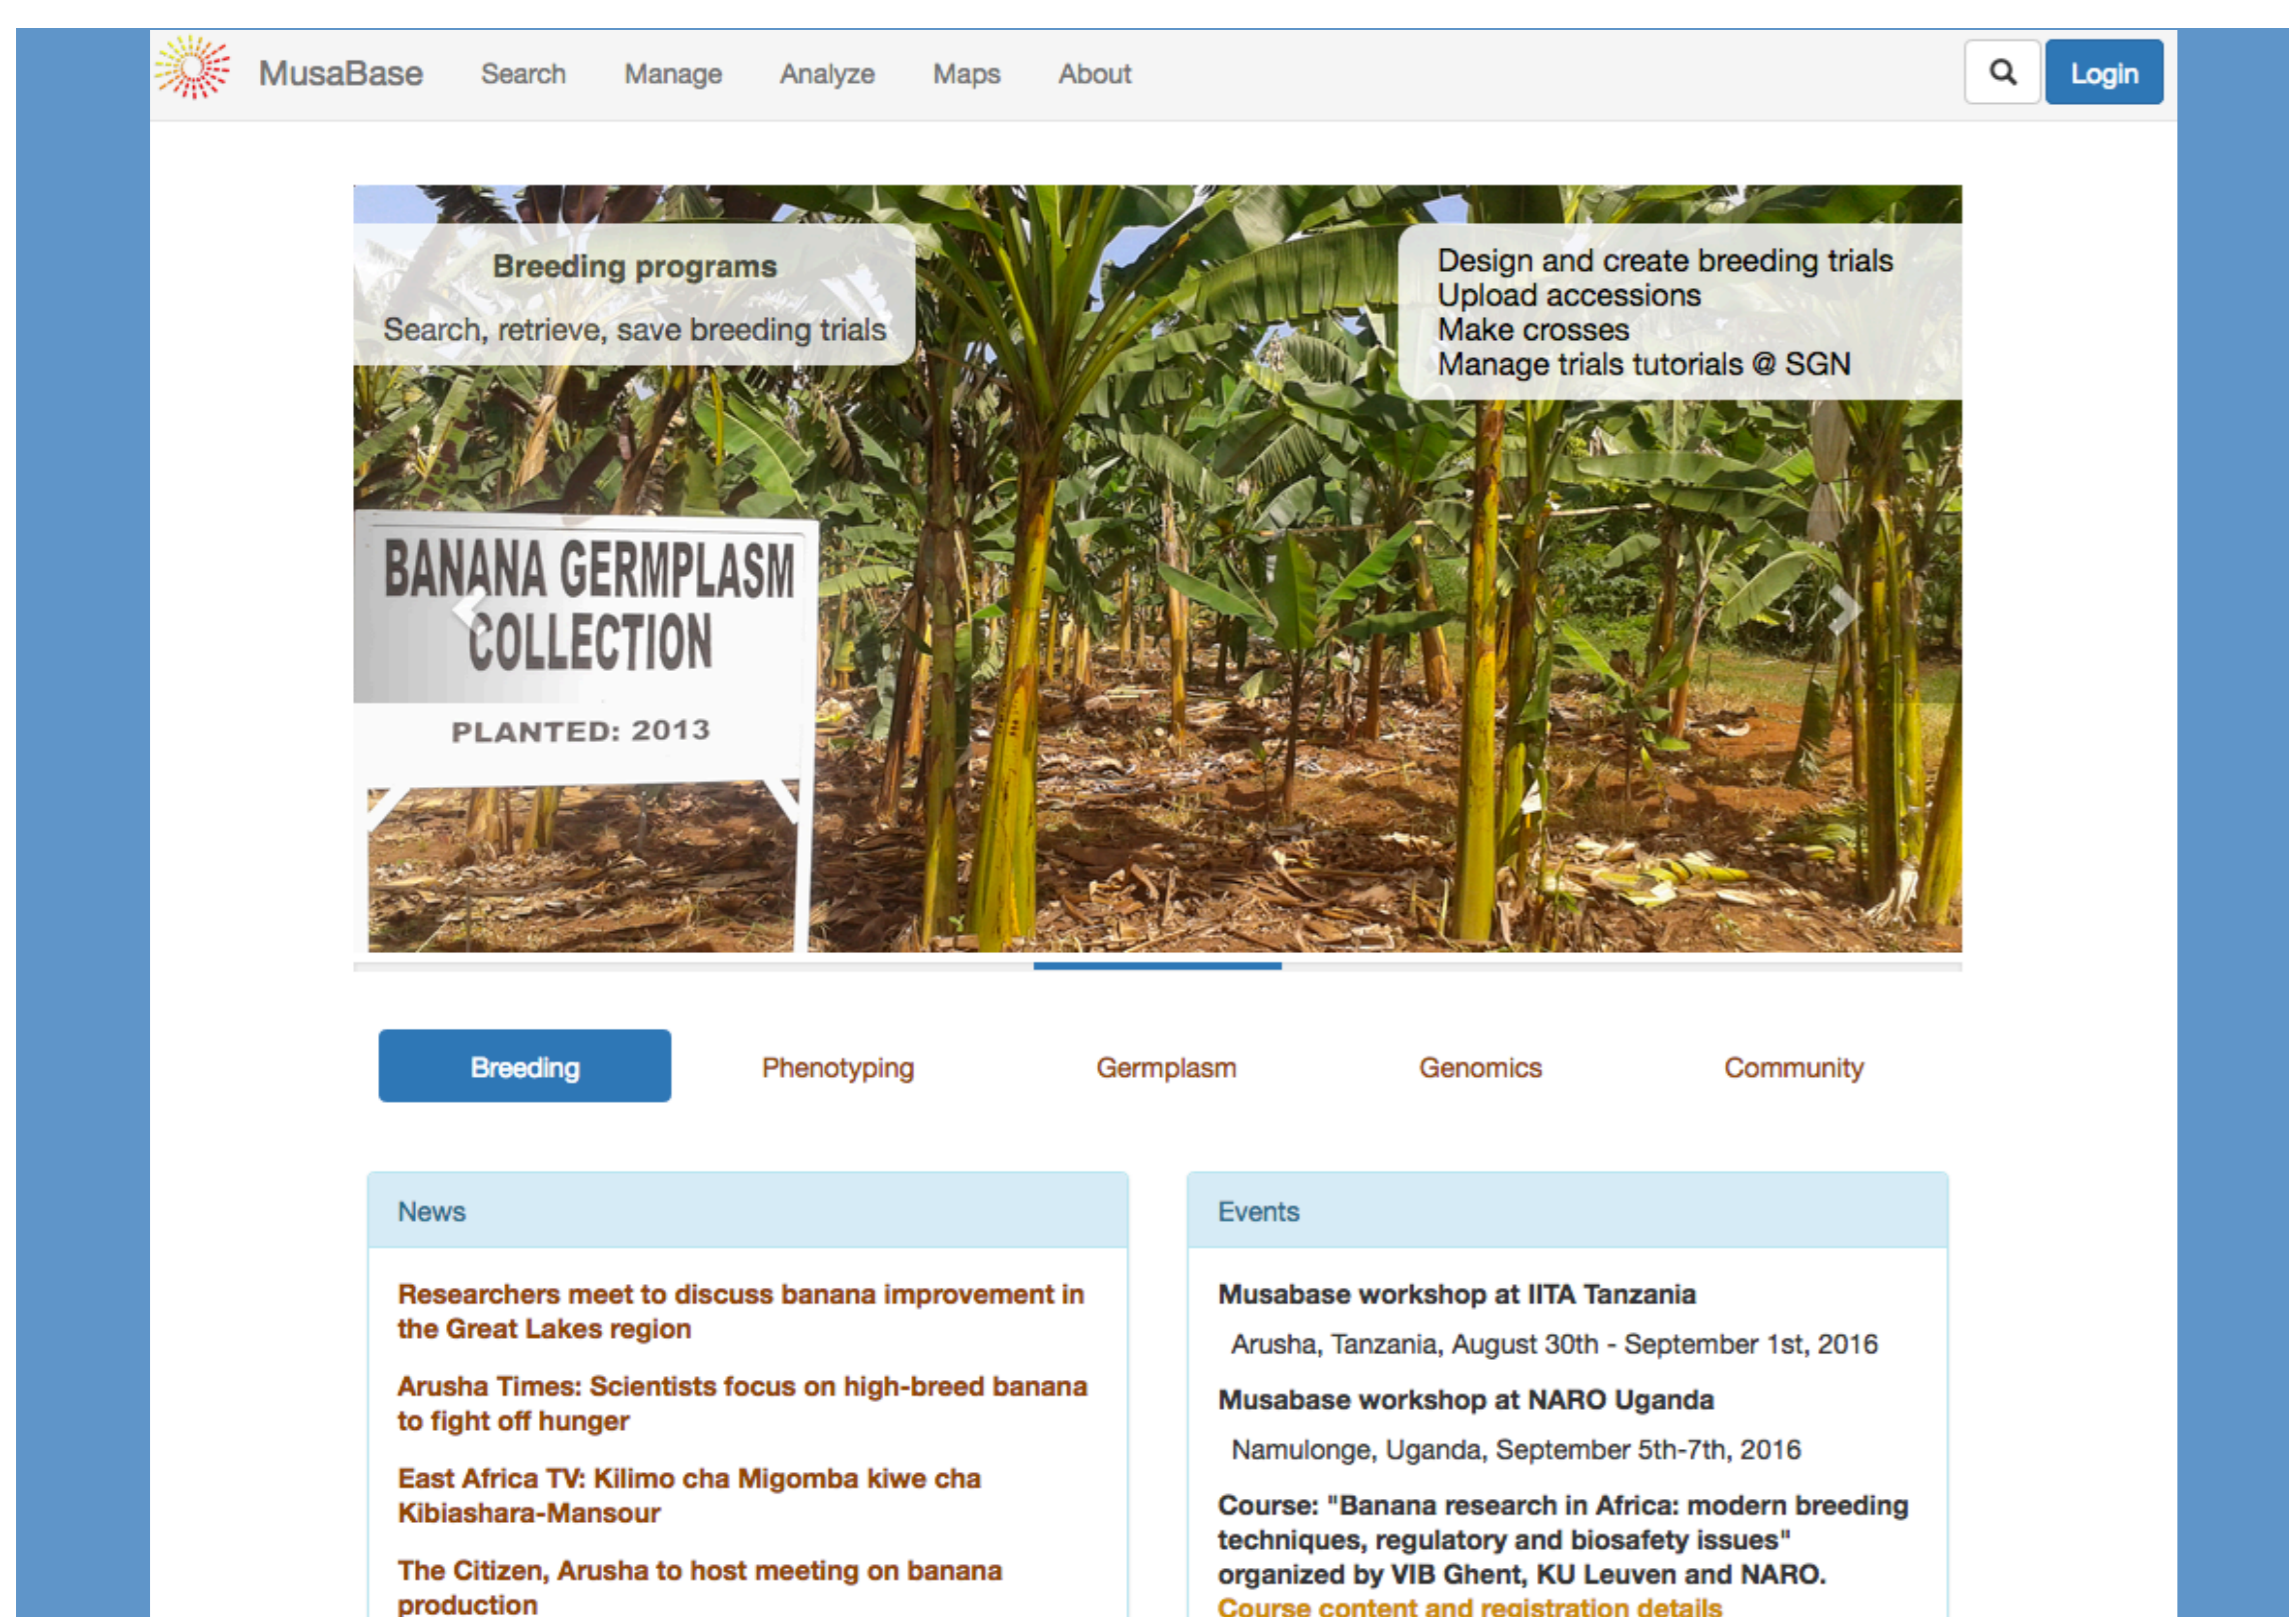 MusaBase Search Manage Analyze Maps About Login
Breeding programs
Search, retrieve, save breeding trials
Design and create breeding trials
Upload accessions
Make crosses
Manage trials tutorials @ SGN
BANANA GERMPLASM
COLLECTION
PLANTED: 2013
Breeding Phenotyping Germplasm Genomics Community
News
Researchers meet to discuss banana improvement in
the Great Lakes region
Arusha Times: Scientists focus on high-breed banana
to fight off hunger
East Africa TV: Kilimo cha Migomba kiwe cha
Kibiashara-Mansour
The Citizen, Arusha to host meeting on banana
production
Events
Musabase workshop at IITA Tanzania
Arusha, Tanzania, August 30th - September 1st, 2016
Musabase workshop at NARO Uganda
Namulonge, Uganda, September 5th-7th, 2016
Course: "Banana research in Africa: modern breeding
techniques, regulatory and biosafety issues"
organized by VIB Ghent, KU Leuven and NARO.
Course content and registration details